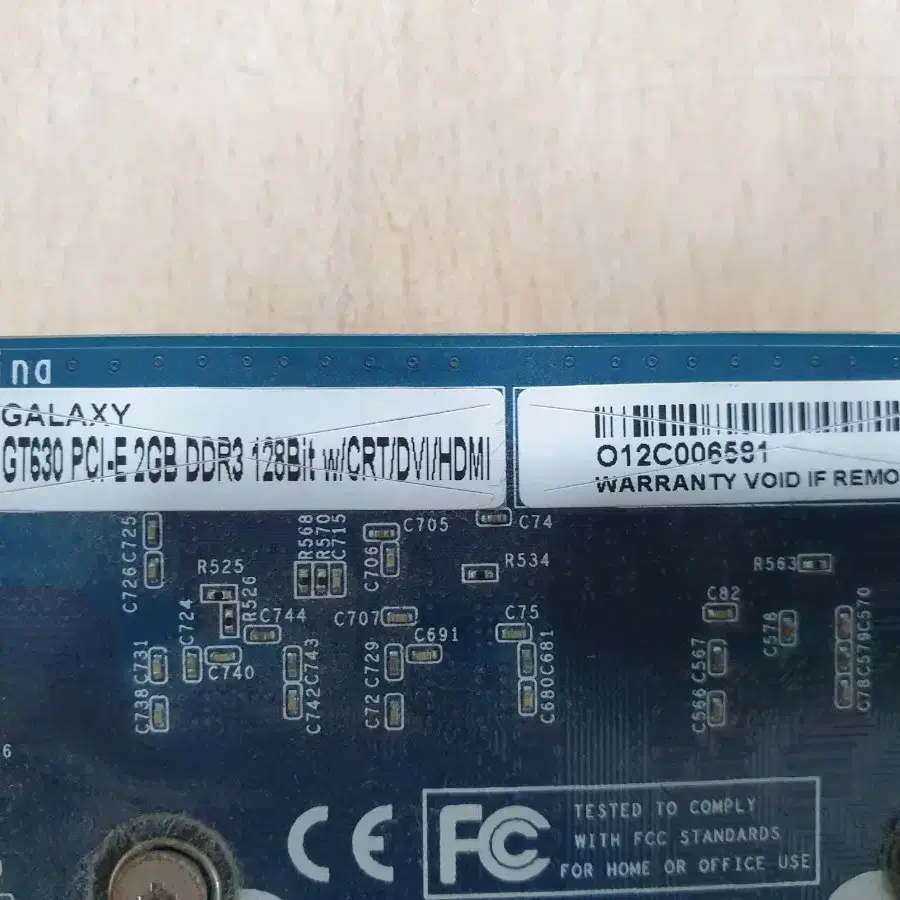 GALAXY
GT630 PCI-E 2GB DDR3 128Bit w/CRT/DVI/HDMI
O12C006581
WARRANTY VOID IF REMO
C725
C726
R525
R526
C724
C744
C731
C740
C738
C743
C742
R568
R570
C715
C705
C706
C74
R534
C707
C75
C691
C729
C72
C681
C680
R563
C82
C578
C570
C579
C78
C567
C566
6
CE
FC
TESTED TO COMPLY
WITH FCC STANDARDS
FOR HOME OR OFFICE USE